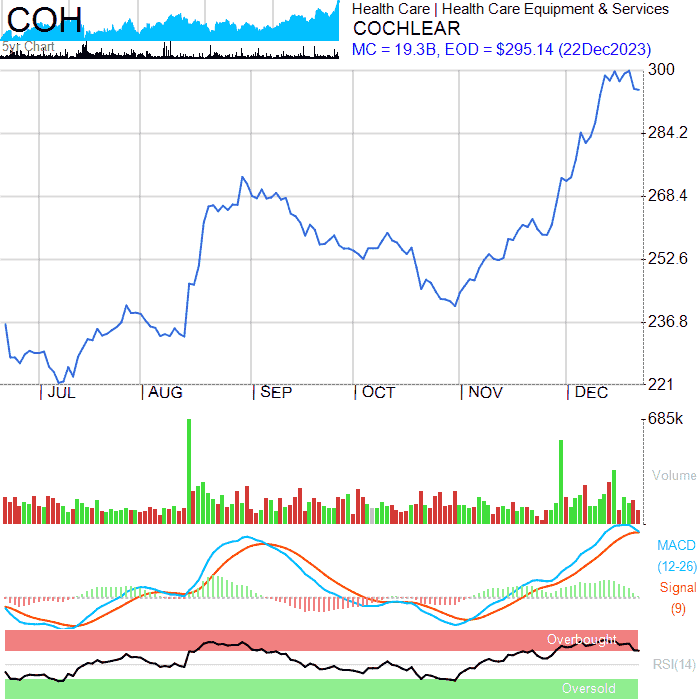 COH
5yr Chart
Health Care | Health Care Equipment & Services
COCHLEAR
MC = 19.3B, EOD = $295.14 (22Dec2023)
300
284.2
268.4
252.6
236.8
221
JUL AUG SEP OCT NOV DEC
685k
Volume
MACD
(12-26)
Signal
(9)
Overbought
RSI(14)
Oversold